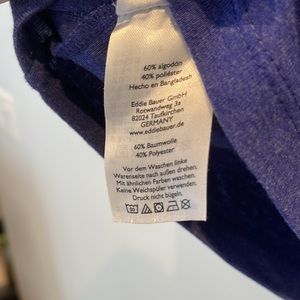 60% algodón
40% poliéster
Hecho en Bangladesh
Eddie Bauer GmbH
Rotwandweg 3a
82024 Taufkirchen
GERMANY
www.eddiebauer.de
60% Baumwolle
40% Polyester
Vor dem Waschen linke
Warenseite nach außen drehen.
Mit ähnlichen Farben waschen.
Keine Weichspüler verwenden.
Druck nicht bügeln.